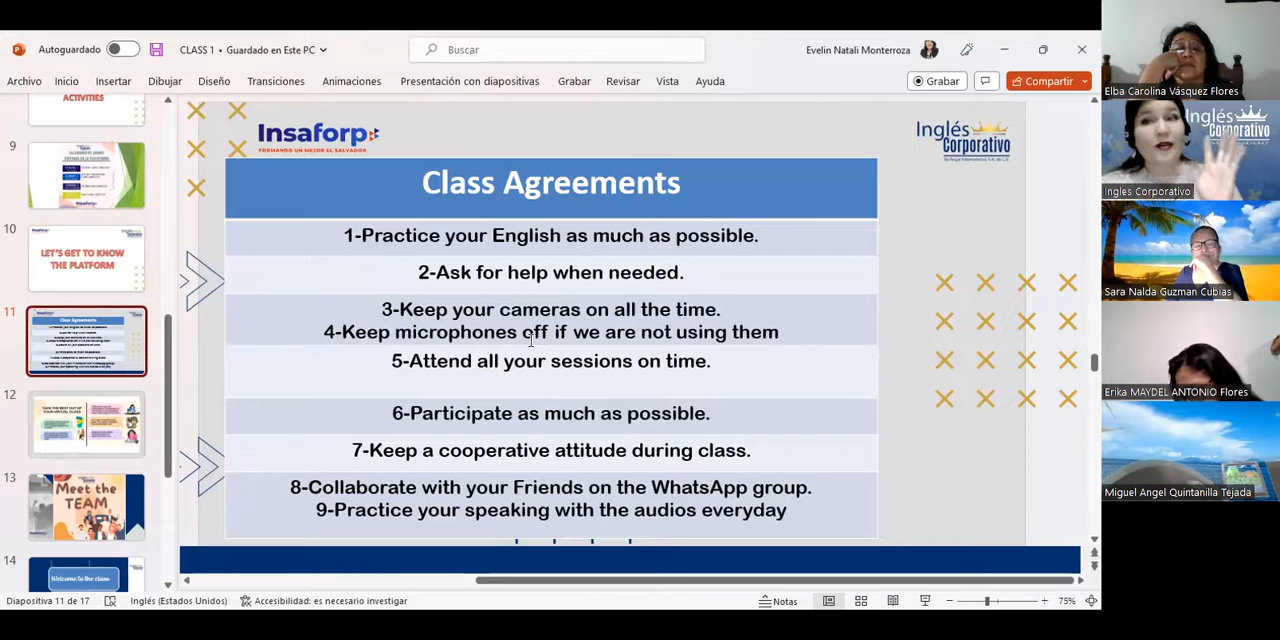 Autoguardado
CLASS 1 • Guardado en Este PC
Buscar
Evelin Natali Monterroza
Archivo Inicio Insertar Dibujar Diseño Transiciones Animaciones Presentación con diapositivas Grabar Revisar Vista Ayuda
Grabar
Compartir
ACTIVITIES
9
10
LET'S GET TO KNOW
THE PLATFORM
11
Class Agreements
12
13
Meet the
TEAM
14
Welcome to the class
Insaforp
FORMANDO UN MEJOR EL SALVADOR
Inglés
Corporativo
Class Agreements
1-Practice your English as much as possible.
2-Ask for help when needed.
3-Keep your cameras on all the time.
4-Keep microphones off if we are not using them
5-Attend all your sessions on time.
6-Participate as much as possible.
7-Keep a cooperative attitude during class.
8-Collaborate with your Friends on the WhatsApp group.
9-Practice your speaking with the audios everyday
Diapositiva 11 de 17
Inglés (Estados Unidos)
Accesibilidad: es necesario investigar
Notas
75%
Elba Carolina Vásquez Flores
Inglés
Corporativo
Ingles Corporativo
Sara Nalda Guzman Cubias
Erika MAYDEL ANTONIO Flores
Miguel Angel Quintanilla Tejada